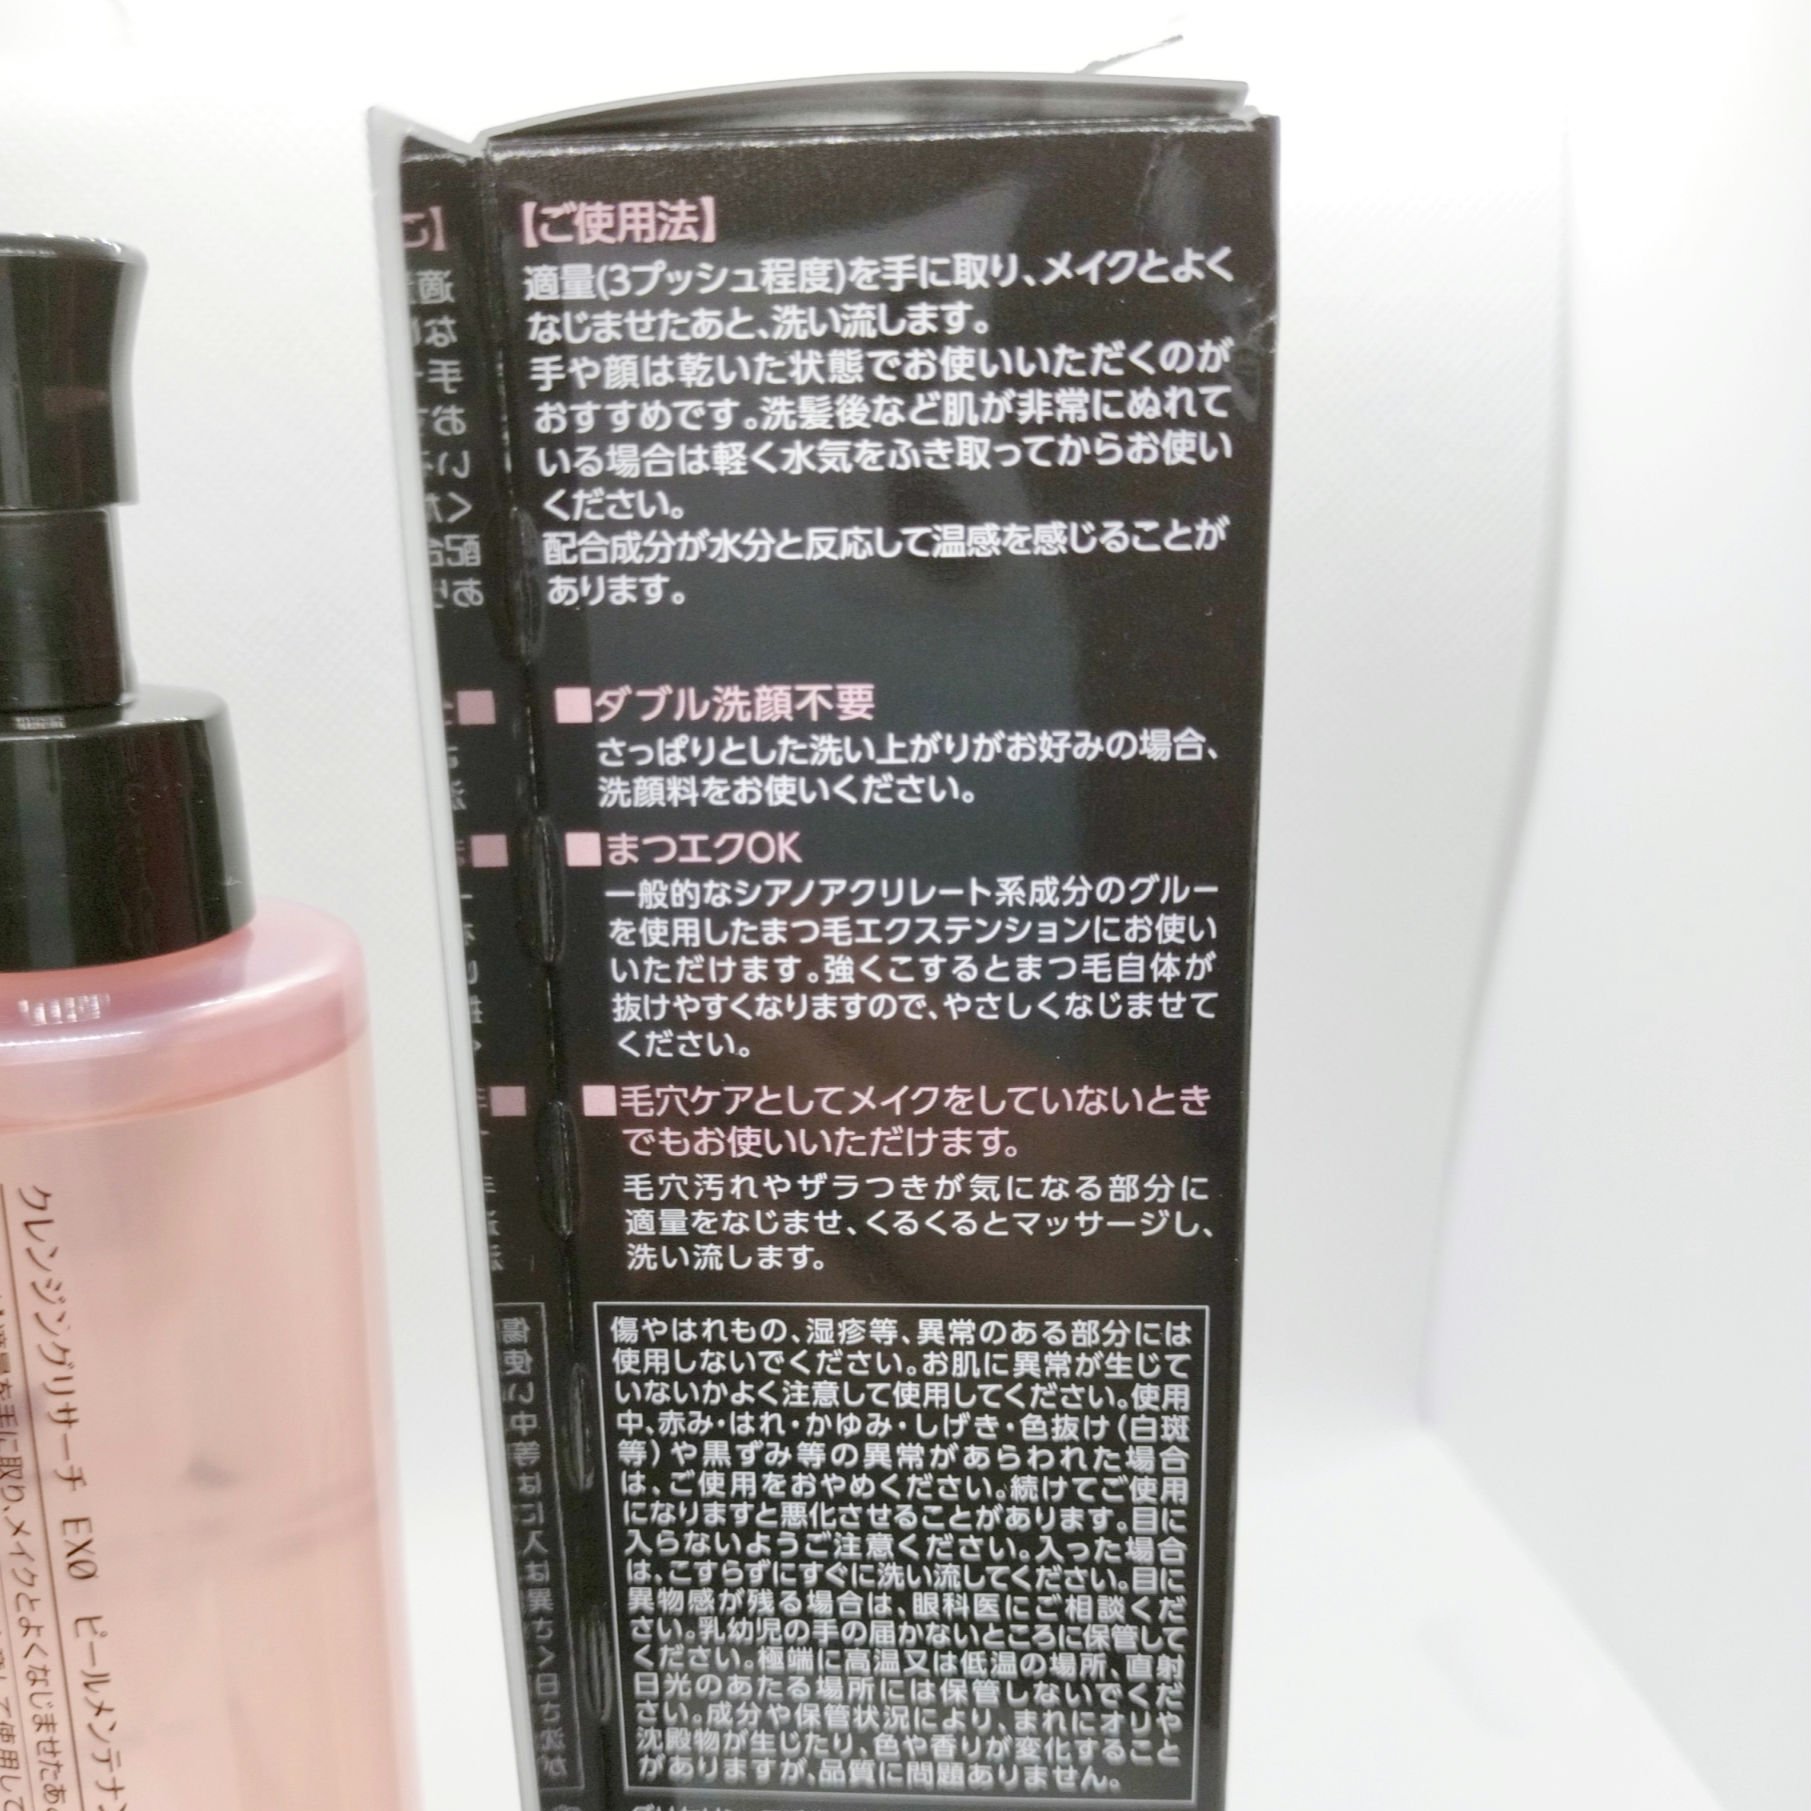 【ご使用法】
適量(3プッシュ程度)を手に取り、メイクとよく
なじませたあと、洗い流します。
手や顔は乾いた状態でお使いいただくのが
おすすめです。洗髪後など肌が非常にぬれて
いる場合は軽く水気をふき取ってからお使い
ください。
配合成分が水分と反応して温感を感じることが
あります。
■ダブル洗顔不要
さっぱりとした洗い上がりがお好みの場合、
洗顔料をお使いください。
■まつエクOK
一般的なシアノアクリレート系成分のグルー
を使用したまつ毛エクステンションにお使い
いただけます。強くこするとまつ毛自体が
抜けやすくなりますので、やさしくなじませて
ください。
■毛穴ケアとしてメイクをしていないとき
でもお使いいただけます。
毛穴汚れやザラつきが気になる部分に
適量をなじませ、くるくるとマッサージし、
洗い流します。
傷やはれもの、湿疹等、異常のある部分には
使用しないでください。お肌に異常が生じて
いないかよく注意して使用してください。使用
中、赤み・はれ・かゆみ・しげき・色抜け(白斑
等)や黒ずみ等の異常があらわれた場合
は、ご使用をおやめください。続けてご使用
になりますと悪化させることがあります。目に
入らないようご注意ください。入った場合
は、こすらずにすぐに洗い流してください。目に
異物感が残る場合は、眼科医にご相談くだ
さい。乳幼児の手の届かないところに保管して
ください。極端に高温又は低温の場所、直射
日光のあたる場所には保管しないでくだ
さい。成分や保管状況により、まれにオリや
沈殿物が生じたり、色や香りが変化すること
がありますが、品質に問題ありません。
クレンジングリサーチ EX0 ピールメンテナ
量を手に取り、メイクとよくなじませたあ